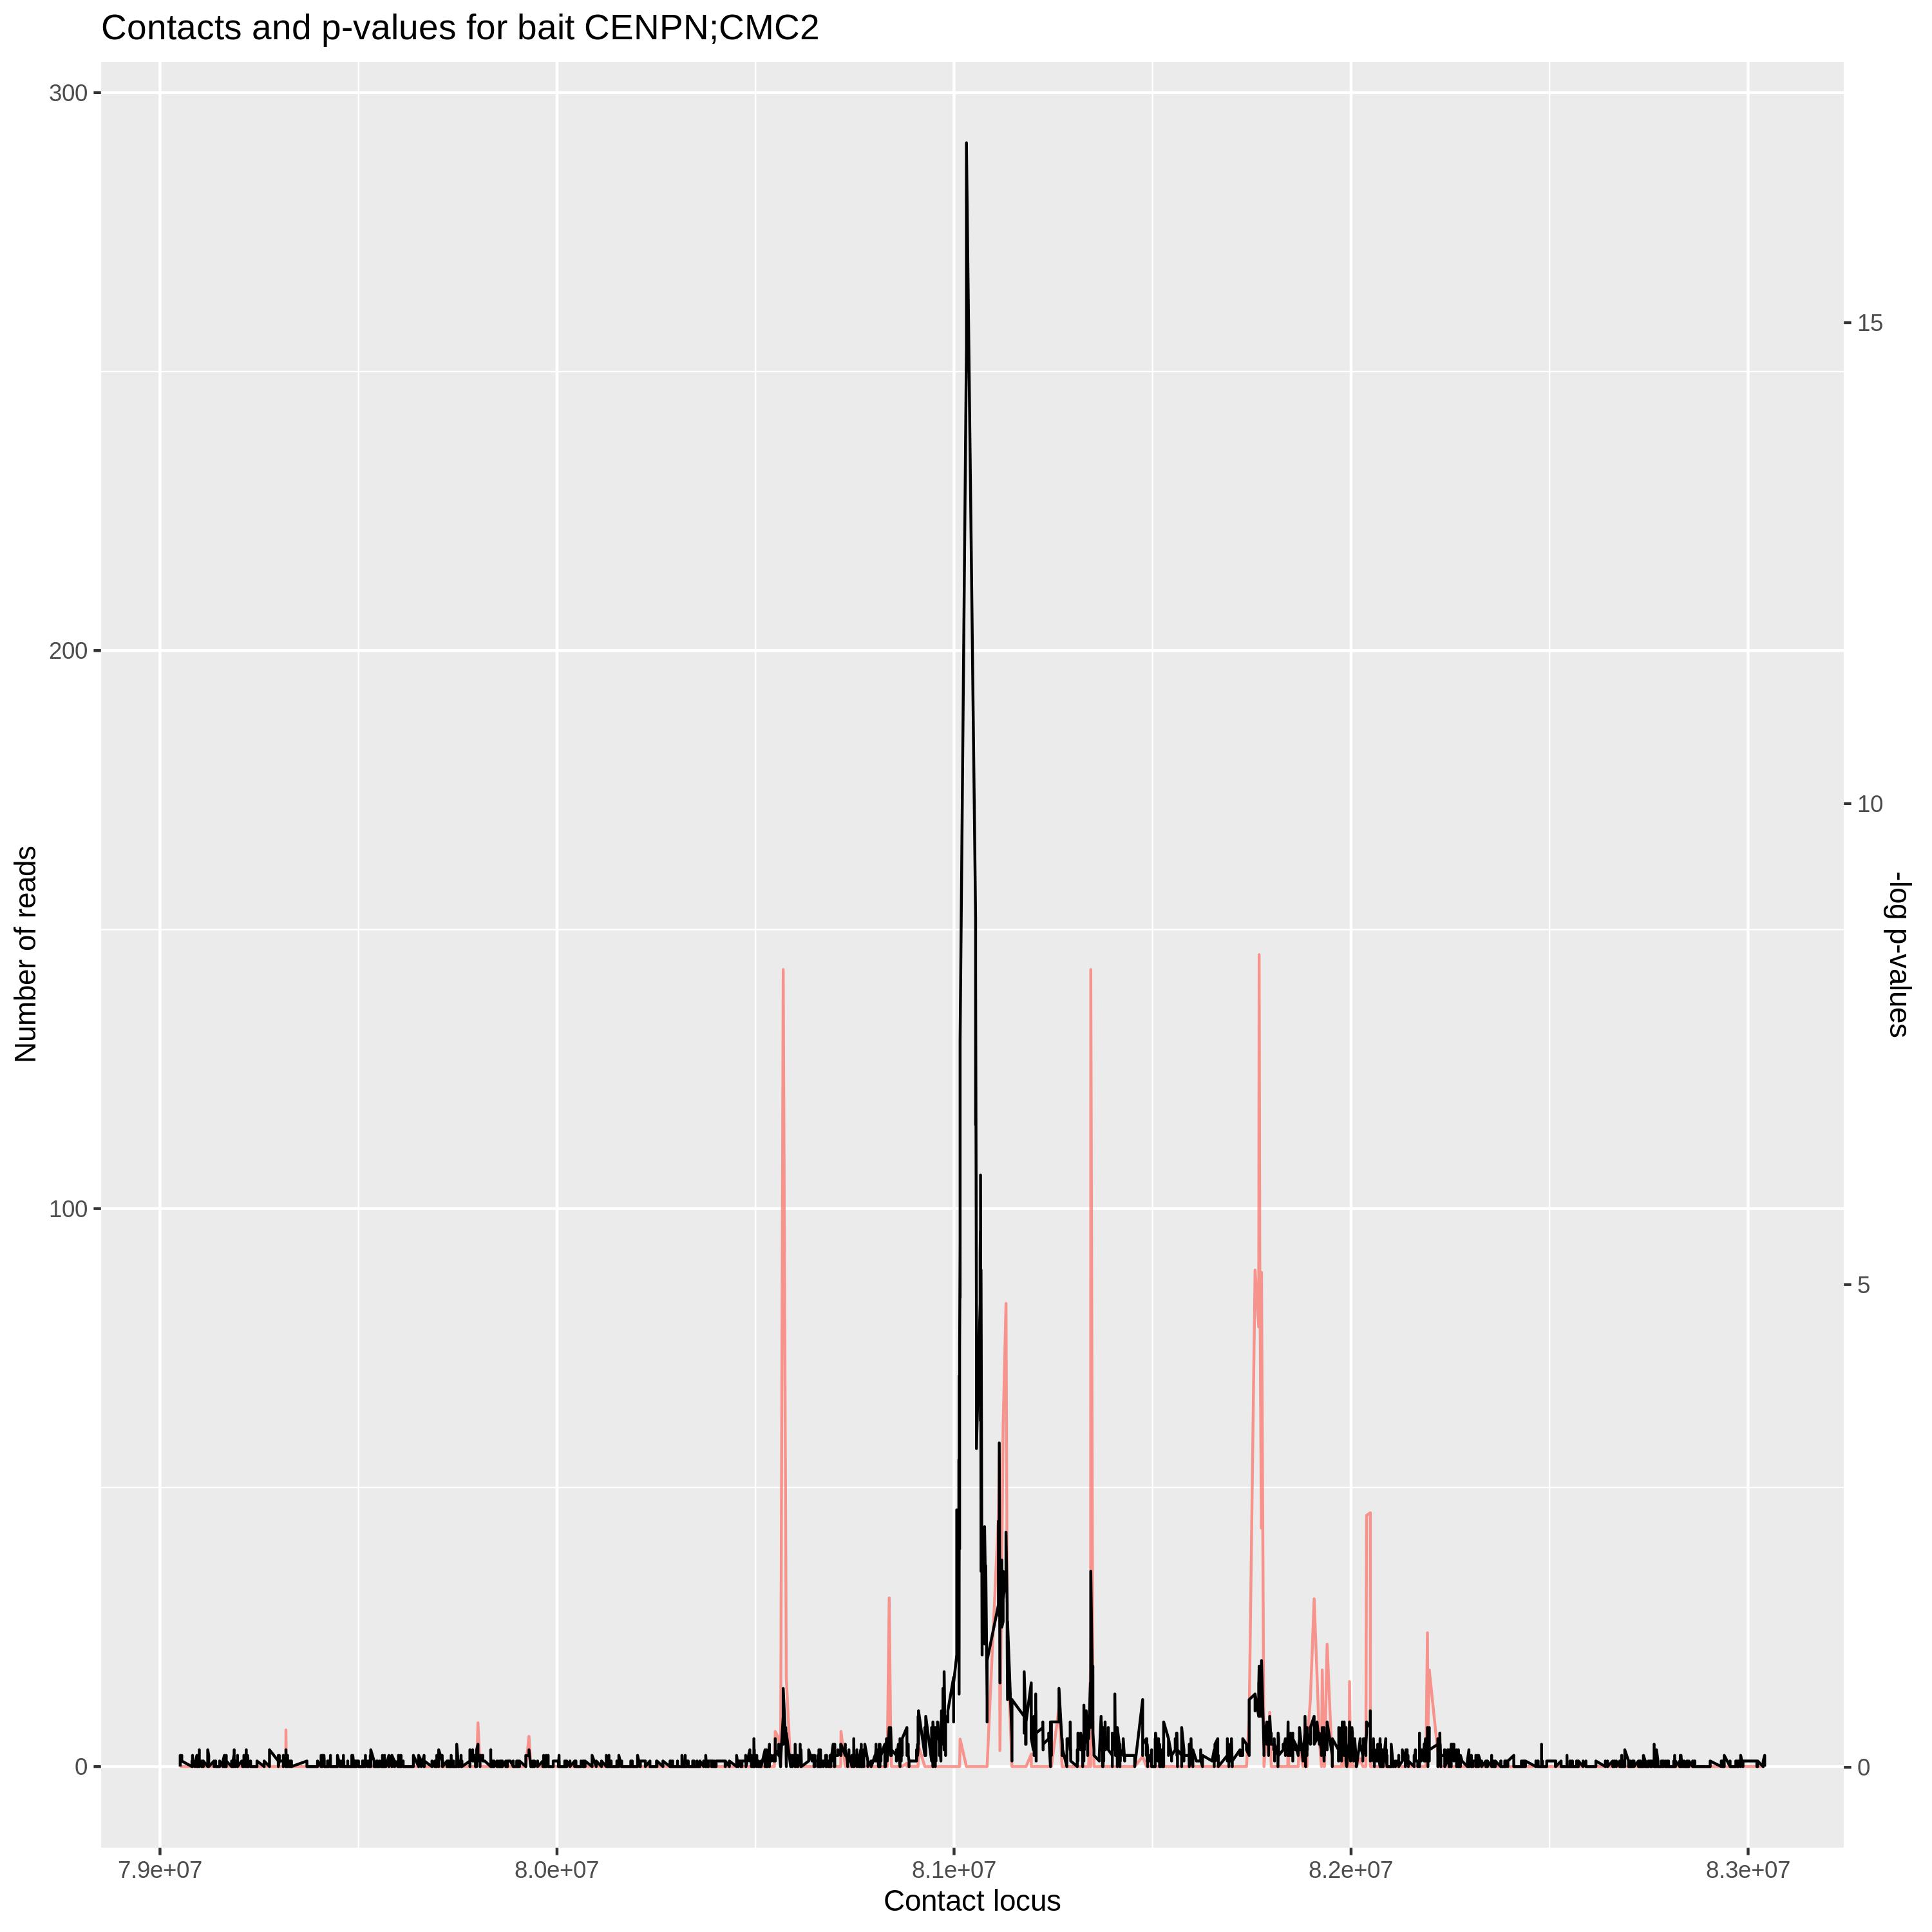 Contacts and p-values for bait CENPN;CMC2
300
200
100
0
Number of reads
15
10
5
0
-log p-values
7.9e+07
8.0e+07
8.1e+07
8.2e+07
8.3e+07
Contact locus